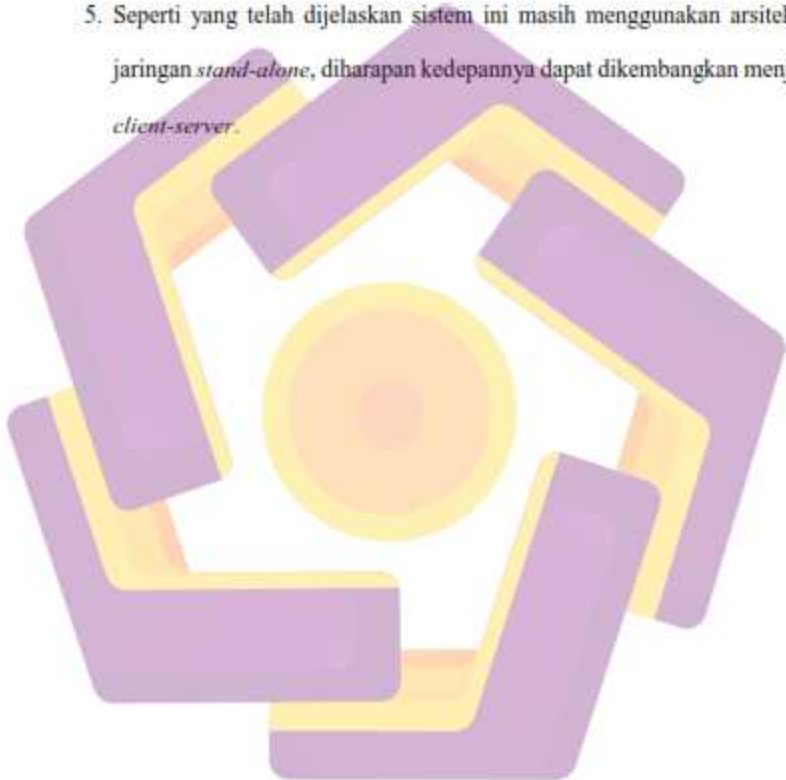 5. Seperti yang telah dijelaskan sistem ini masih menggunakan arsitel
jaringan stand-alone, diharapan kedepannya dapat dikembangkan menj
client-server.